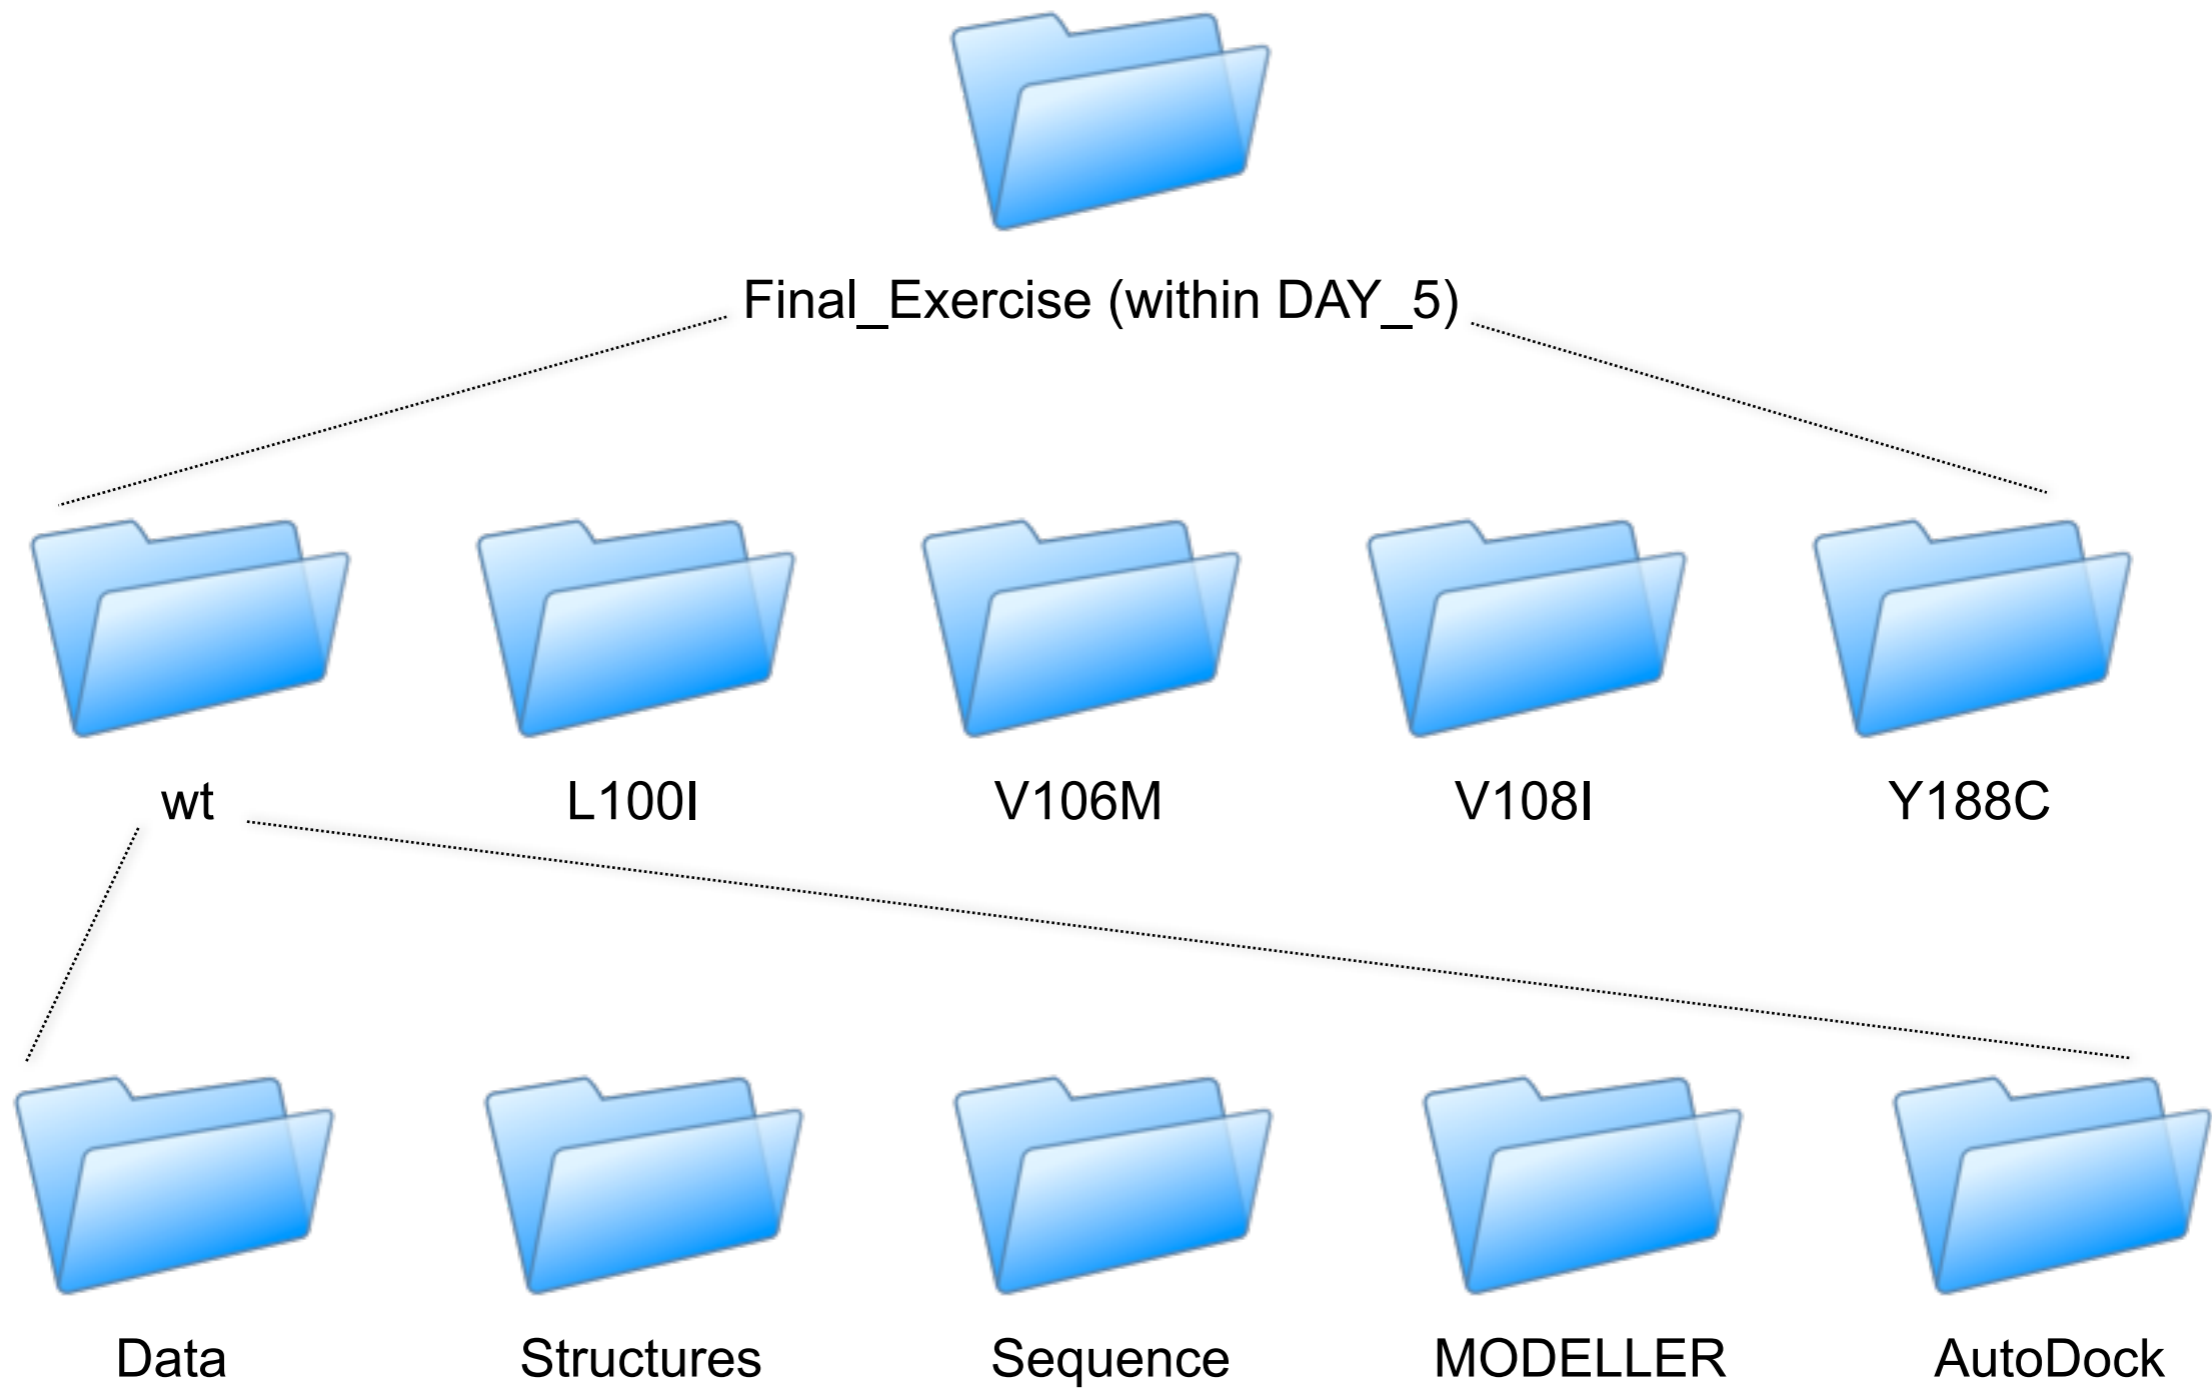 Final_Exercise (within DAY_5)
wt L100I V106M V108I Y188C
Data Structures Sequence MODELLER AutoDock